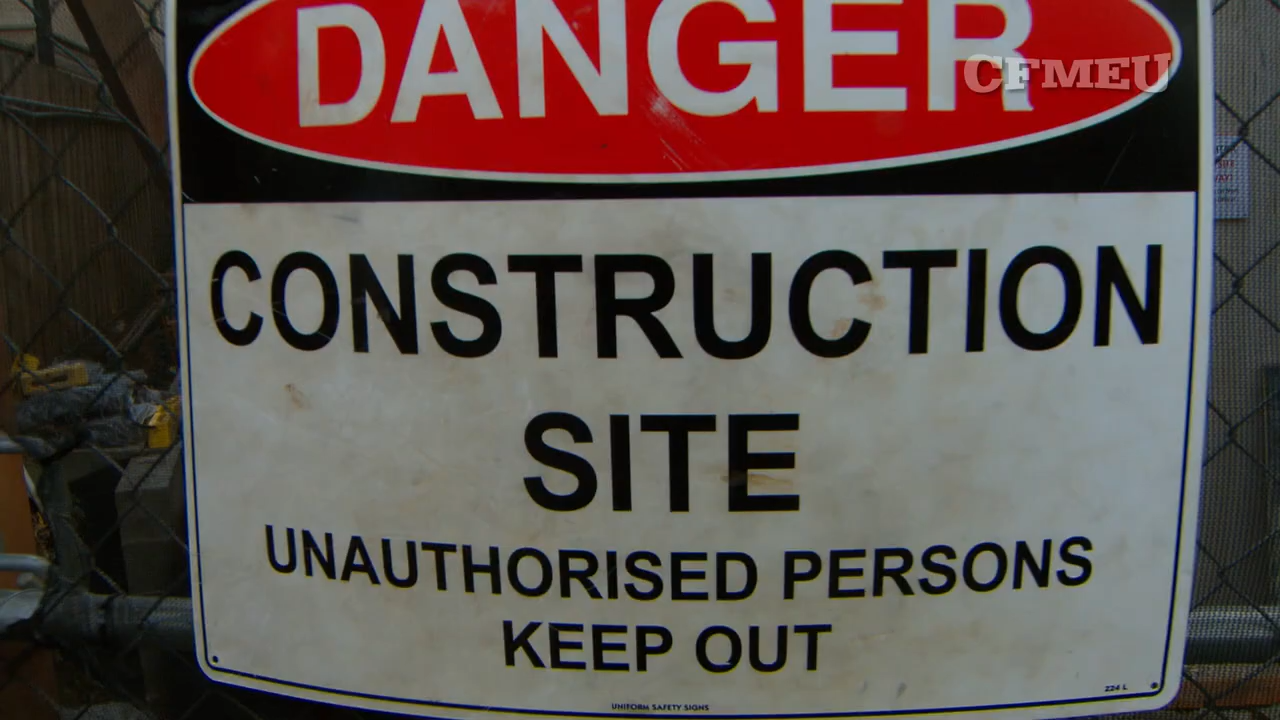 DANGER
CFMEU
CONSTRUCTION
SITE
UNAUTHORISED PERSONS
KEEP OUT
224 L
UNIFORM SAFETY SIGNS